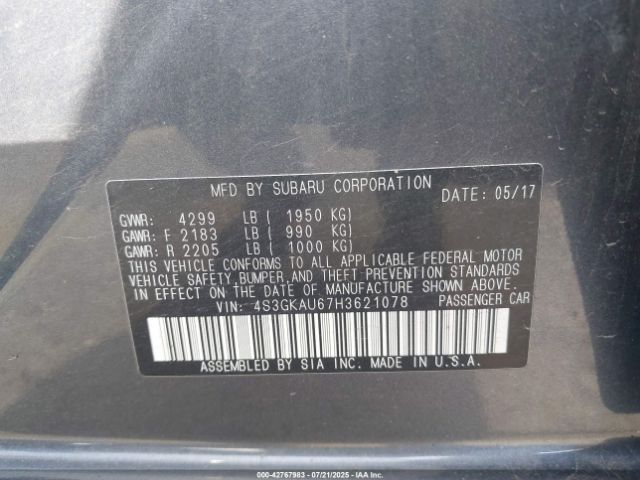 MFD BY SUBARU CORPORATION DATE: 05/17
GVWR: 4299 LB ( 1950 KG)
GAWR: F 2183 LB ( 990 KG)
GAWR: R 2205 LB ( 1000 KG)
THIS VEHICLE CONFORMS TO ALL APPLICABLE FEDERAL MOTOR
VEHICLE SAFETY,BUMPER,AND THEFT PREVENTION STANDARDS
IN EFFECT ON THE DATE OF MANUFACTURE SHOWN ABOVE.
VIN: 4S3GKAU67H3621078 PASSENGER CAR
ASSEMBLED BY SIA INC. MADE IN U.S.A.
000-42767983 - 07/21/2025 - IAA Inc.